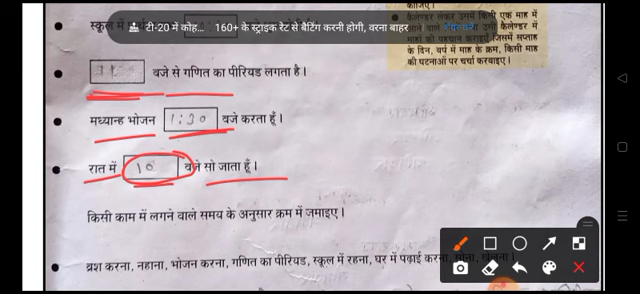 कीजिए।
कैलेण्डर लेकर उसमें किसी एक माह में
स्कूल में
टी-20 में कोह... 160+ के स्ट्राइक रेट से बैटिंग करनी होगी, वरना बाहर
जिसमें सप्ताह
के दिन, वर्ष में माह के क्रम, किसी माह
की घटनाओं पर चर्चा करवाइए।
बजे से गणित का पीरियड लगता है।
मध्यान्ह भोजन 1:30 बजे करता हूँ।
रात में 10 बजे सो जाता हूँ।
किसी काम में लगने वाले समय के अनुसार क्रम में जमाइए।
ब्रश करना, नहाना, भोजन करना, गणित का पीरियड, स्कूल में रहना, घर में पढ़ाई करना,